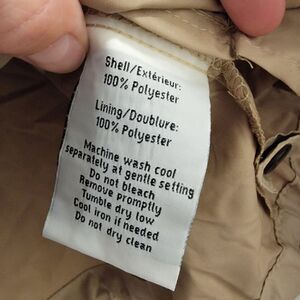 Shell/Extérieur:
100% Polyester
Lining/Doublure:
100% Polyester
Machine wash cool
separately at gentle setting
Do not bleach
Remove promptly
Tumble dry low
Cool iron if needed
Do not dry clean